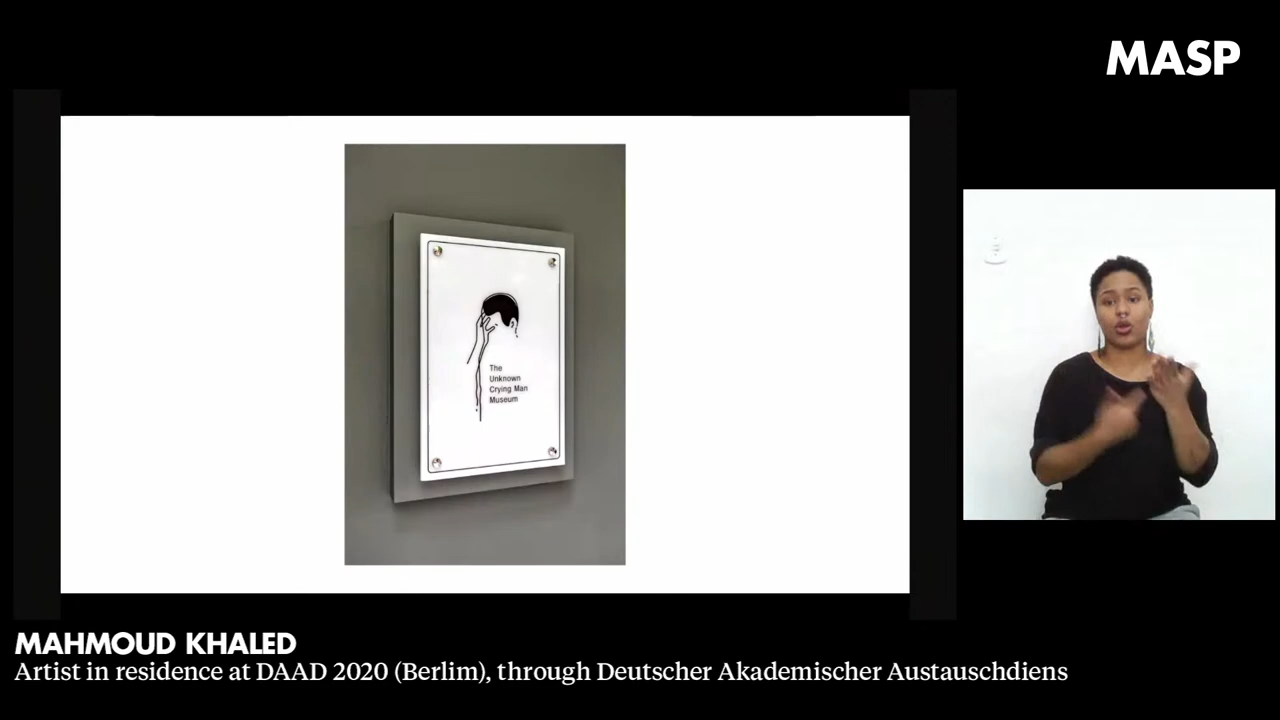 MASP
The
Unknown
Crying Man
Museum
MAHMOUD KHALED
Artist in residence at DAAD 2020 (Berlim), through Deutscher Akademischer Austauschdiens